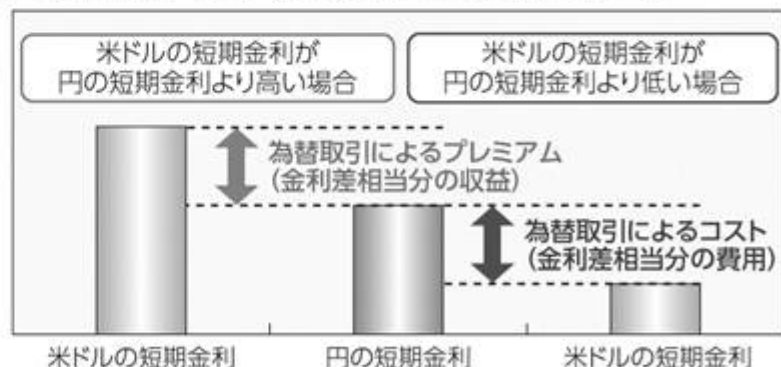 米ドルの短期金利が
円の短期金利より高い場合
米ドルの短期金利が
円の短期金利より低い場合
為替取引によるプレミアム
(金利差相当分の収益)
為替取引によるコスト
(金利差相当分の費用)
米ドルの短期金利
円の短期金利
米ドルの短期金利